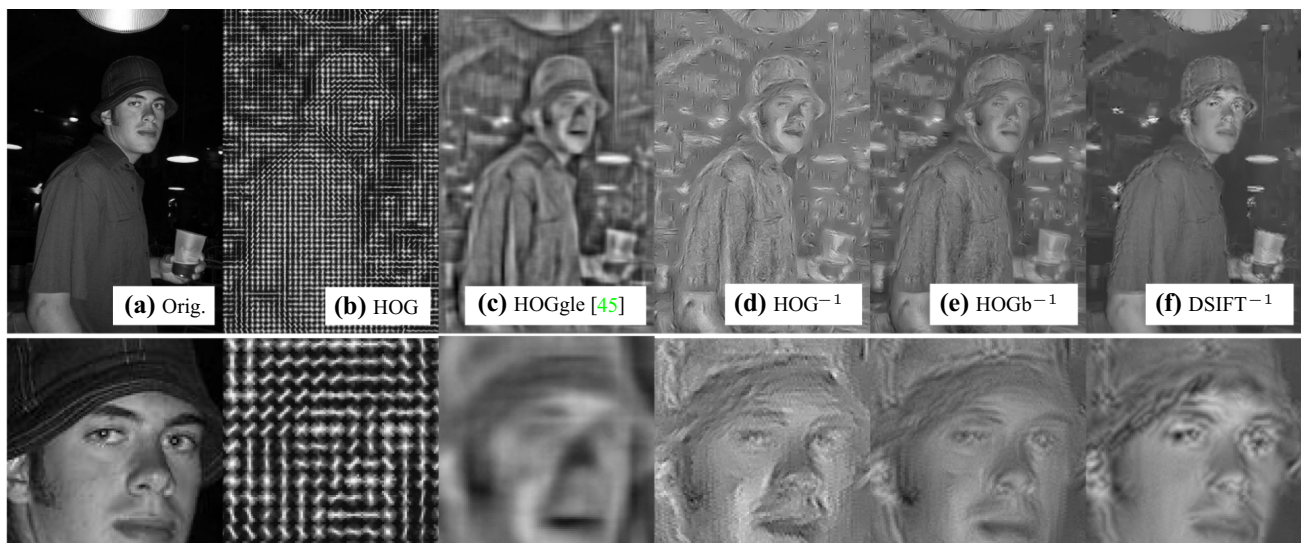 (a) Orig.
(b) HOG
(c) HOGgle [45]
(d) HOG⁻¹
(e) HOGb⁻¹
(f) DSIFT⁻¹